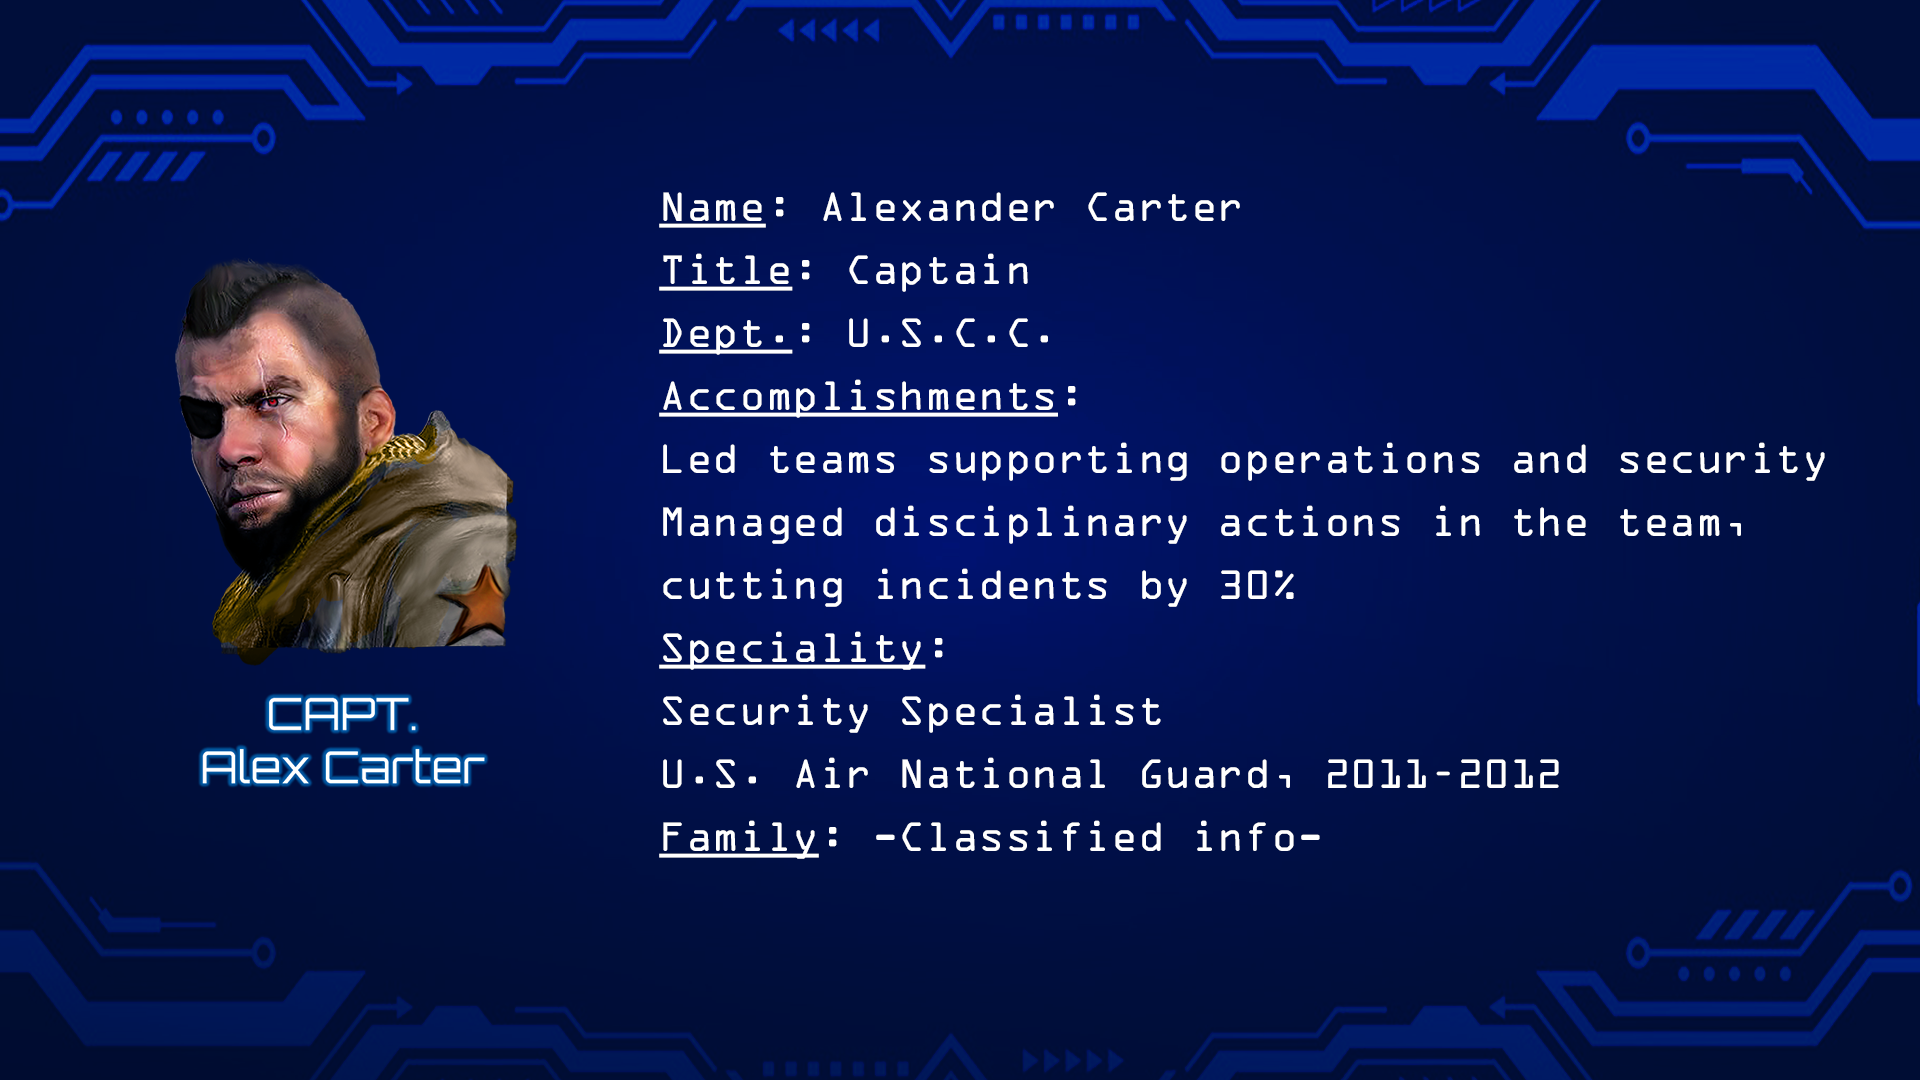 Name: Alexander Carter
Title: Captain
Dept.: U.S.C.C.
Accomplishments:
Led teams supporting operations and security
Managed disciplinary actions in the team,
cutting incidents by 30%
Speciality:
Security Specialist
U.S. Air National Guard, 2011-2012
Family: -Classified info-
CAPT.
Alex Carter